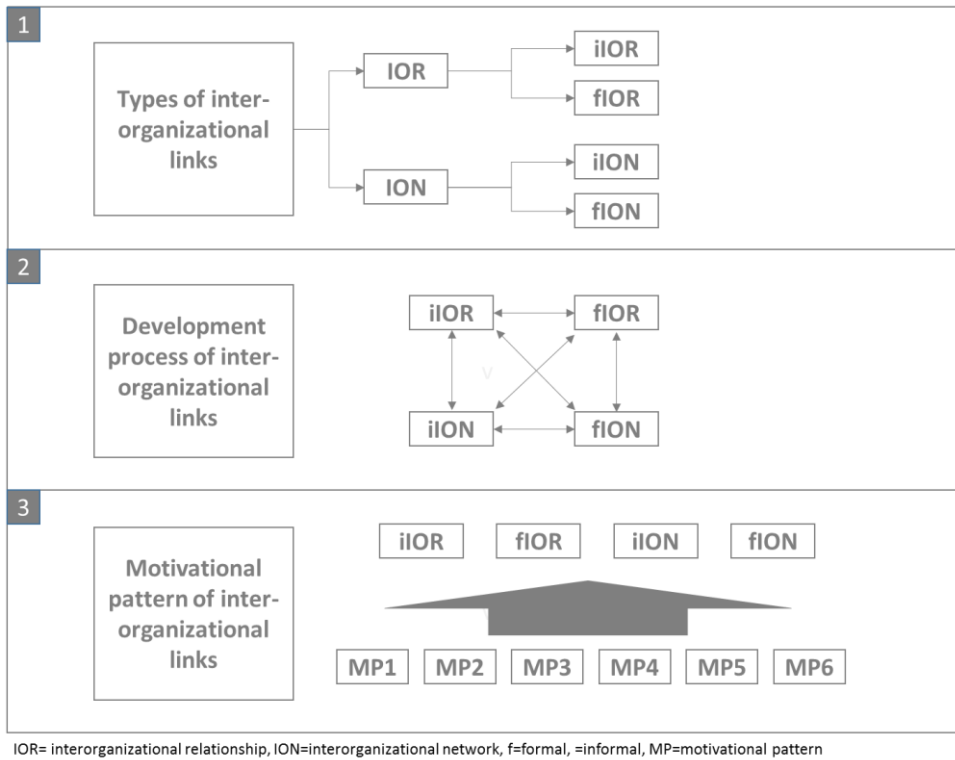 1
Types of inter-
organizational
links
IOR
ION
iIOR
fIOR
iION
fION
2
Development
process of inter-
organizational
links
iIOR
fIOR
v
iION
fION
3
Motivational
pattern of inter-
organizational
links
iIOR fIOR iION fION
MP1 MP2 MP3 MP4 MP5 MP6
IOR= interorganizational relationship, ION=interorganizational network, f=formal, =informal, MP=motivational pattern